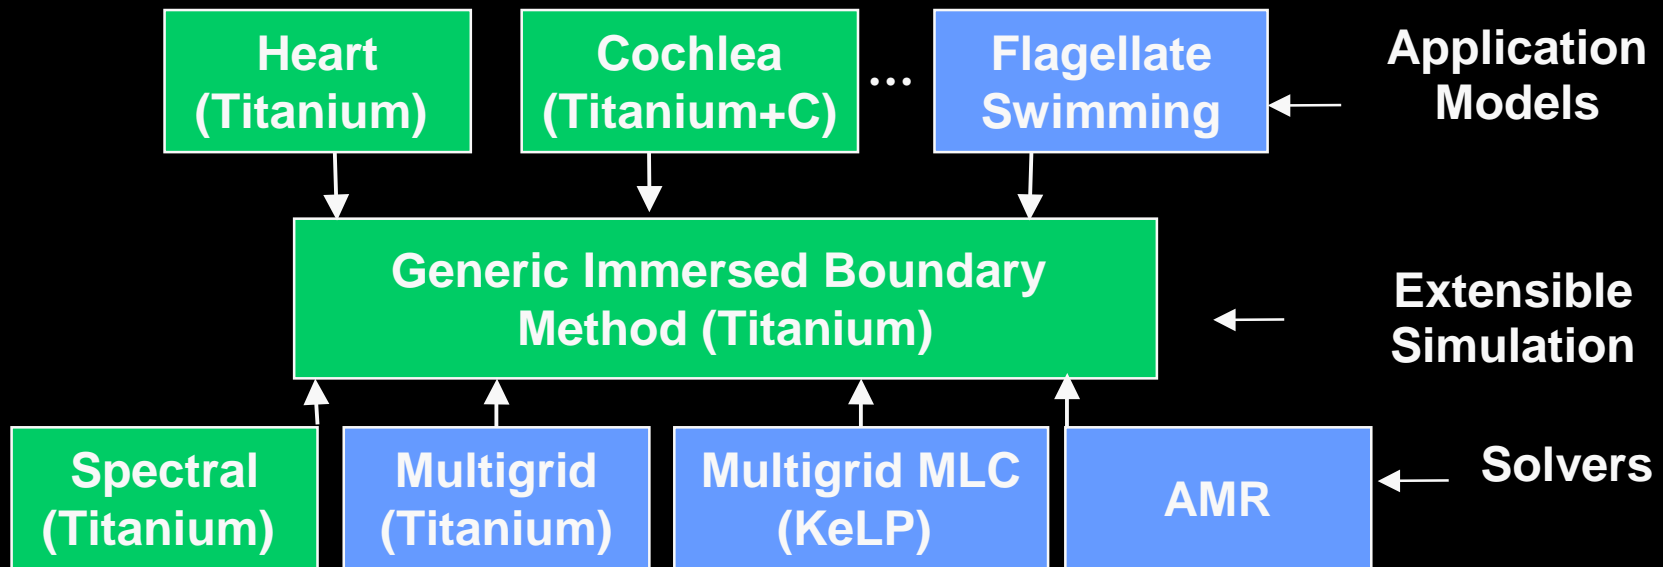 Heart
(Titanium)
Cochlea
(Titanium+C)
...
Flagellate
Swimming
Application
Models
Generic Immersed Boundary
Method (Titanium)
Extensible
Simulation
Spectral
(Titanium)
Multigrid
(Titanium)
Multigrid MLC
(KeLP)
AMR
Solvers